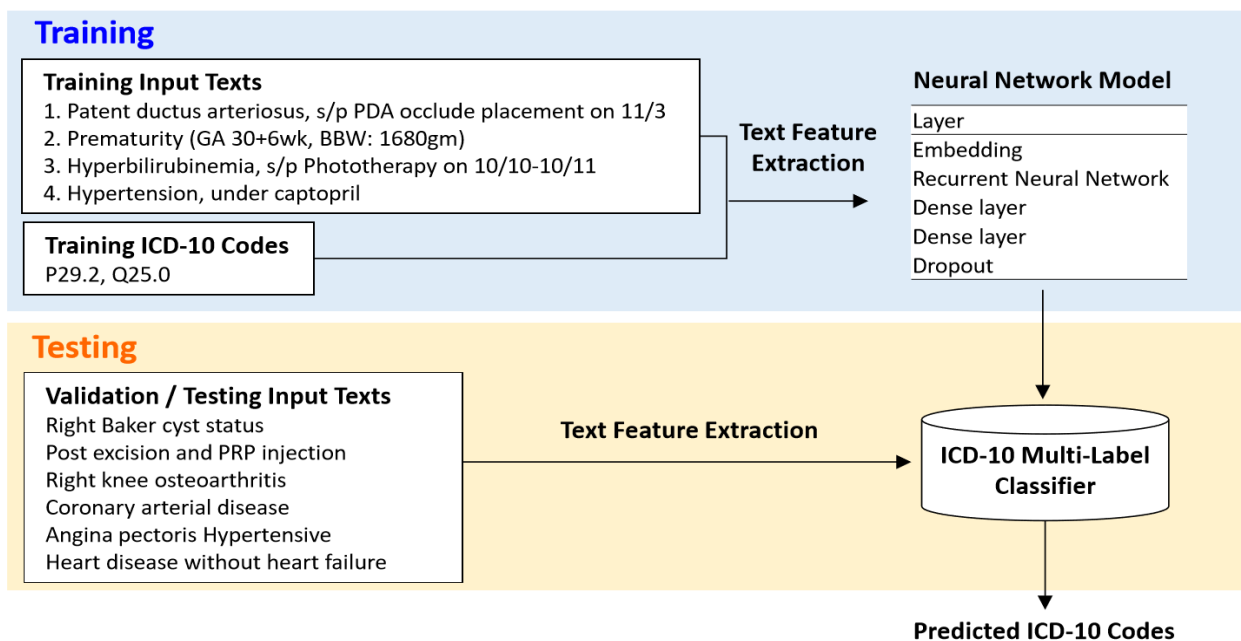 Training
Training Input Texts
1. Patent ductus arteriosus, s/p PDA occlude placement on 11/3
2. Prematurity (GA 30+6wk, BBW: 1680gm)
3. Hyperbilirubinemia, s/p Phototherapy on 10/10-10/11
4. Hypertension, under captopril
Training ICD-10 Codes
P29.2, Q25.0
Text Feature
Extraction
Neural Network Model
Layer
Embedding
Recurrent Neural Network
Dense layer
Dense layer
Dropout
Testing
Validation / Testing Input Texts
Right Baker cyst status
Post excision and PRP injection
Right knee osteoarthritis
Coronary arterial disease
Angina pectoris Hypertensive
Heart disease without heart failure
Text Feature Extraction
ICD-10 Multi-Label
Classifier
Predicted ICD-10 Codes